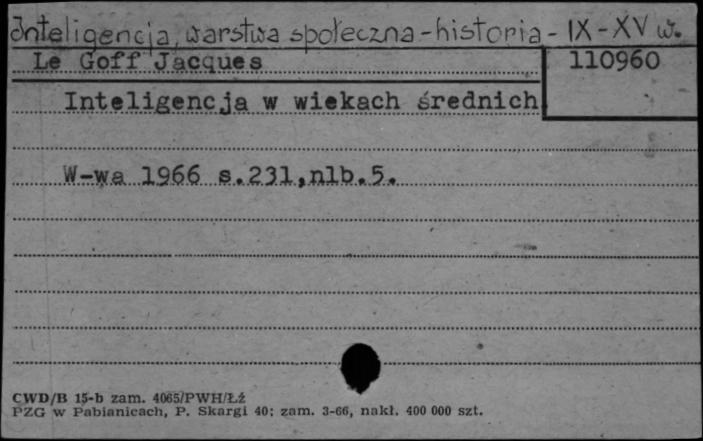 Inteligencja, warstwa społeczna - historia - IX - XV w.
Le Goff Jacques
110960
Inteligencja w wiekach średnich
W-wa 1966 s.231,nlb.5.
CWD/B 15-b zam. 4065/PWH/Łź
PZG w Pabianicach, P. Skargi 40; zam. 3-66, nakł. 400 000 szt.